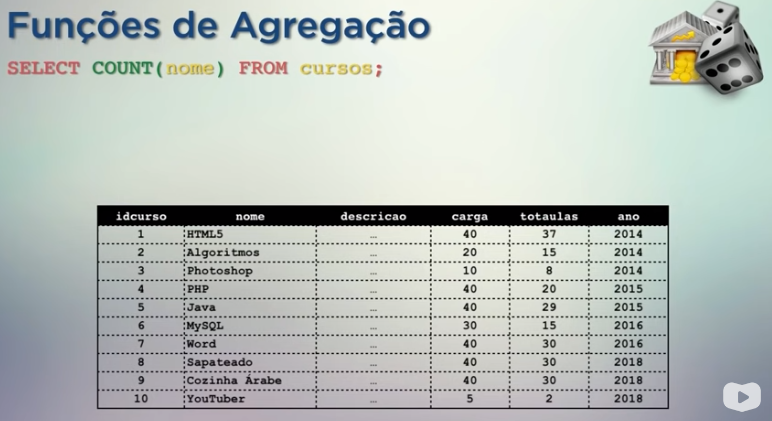 Funções de Agregação
SELECT COUNT(nome) FROM cursos;
idcurso nome descricao carga totaulas ano
1 HTML5 ... 40 37 2014
2 Algoritmos ... 20 15 2014
3 Photoshop ... 10 8 2014
4 PHP ... 40 20 2015
5 Java ... 40 29 2015
6 MySQL ... 30 15 2016
7 Word ... 40 30 2016
8 Sapateado ... 40 30 2018
9 Cozinha Árabe ... 40 30 2018
10 YouTuber ... 5 2 2018